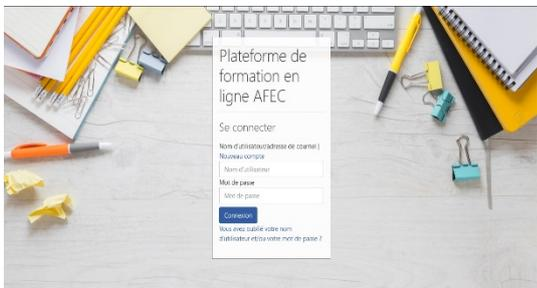 Plateforme de
formation en
ligne AFEC
Se connecter
Nom d'utilisateur/adresse de courriel |
Nouveau compte
Nom d'utilisateur
Mot de passe
Mot de passe
Connexion
Vous avez oublié votre nom
d'utilisateur et/ou votre mot de passe ?